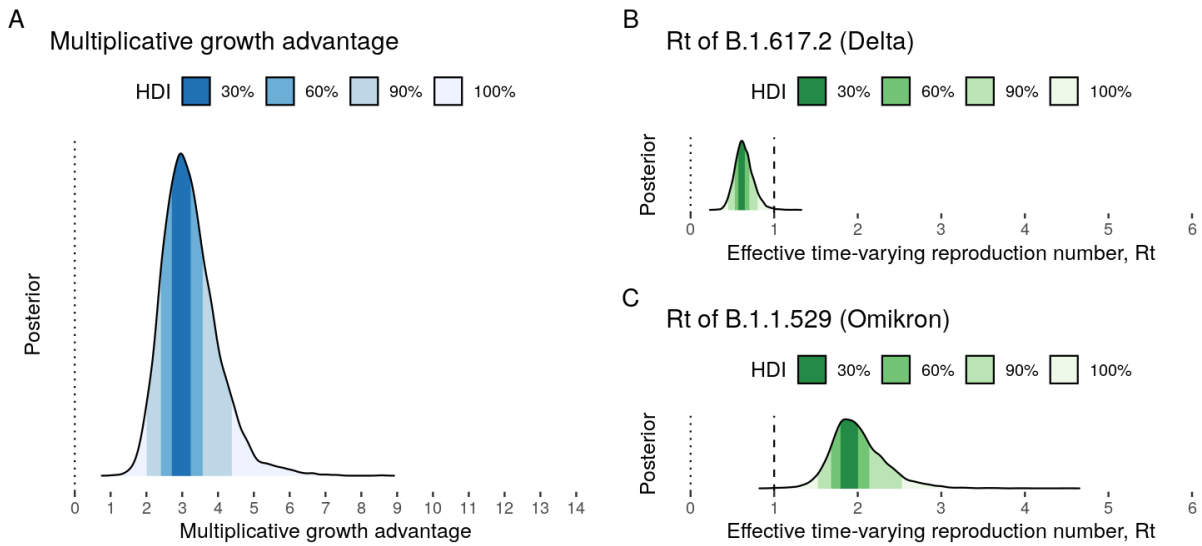 A
Multiplicative growth advantage
HDI 30% 60% 90% 100%
Posterior
0 1 2 3 4 5 6 7 8 9 10 11 12 13 14
Multiplicative growth advantage
B
Rt of B.1.617.2 (Delta)
HDI 30% 60% 90% 100%
Posterior
0 1 2 3 4 5 6
Effective time-varying reproduction number, Rt
C
Rt of B.1.1.529 (Omikron)
HDI 30% 60% 90% 100%
Posterior
0 1 2 3 4 5 6
Effective time-varying reproduction number, Rt